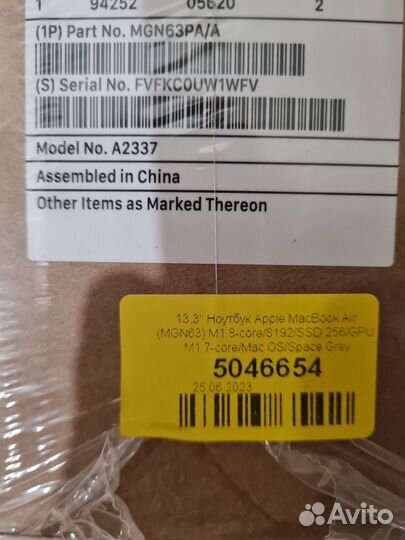 1 94252 05620 2
(1P) Part No. MGN63PA/A
(S) Serial No. FVFKC0UW1WFV
Model No. A2337
Assembled in China
Other Items as Marked Thereon
13.3" Ноутбук Apple MacBook Air
(MGN63) M1 8-core/8192/SSD 256/GPU
M1 7-core/Mac OS/Space Grey
5046654
25.06.2023
Avito